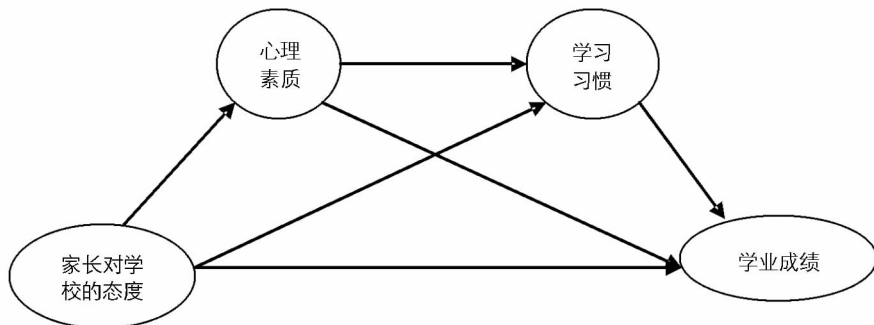 心理
素质
学习
习惯
家长对学
校的态度
学业成绩